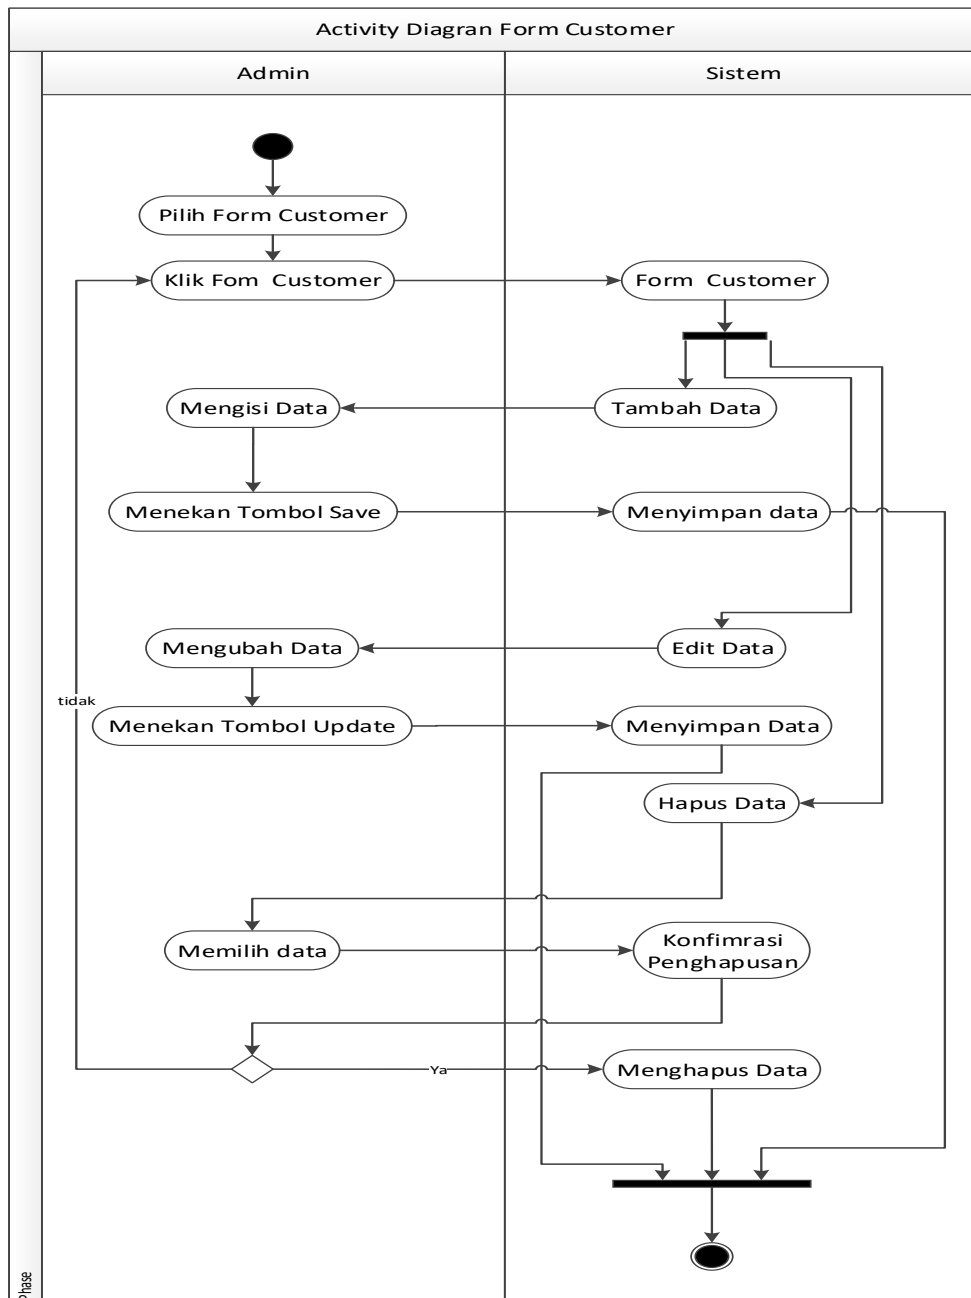 Activity Diagran Form Customer
Admin
Sistem
Pilih Form Customer
Klik Fom  Customer
Form  Customer
Mengisi Data
Tambah Data
Menekan Tombol Save
Menyimpan data
Mengubah Data
Edit Data
tidak
Menekan Tombol Update
Menyimpan Data
Hapus Data
Memilih data
Konfimrasi
Penghapusan
Ya
Menghapus Data
Phase